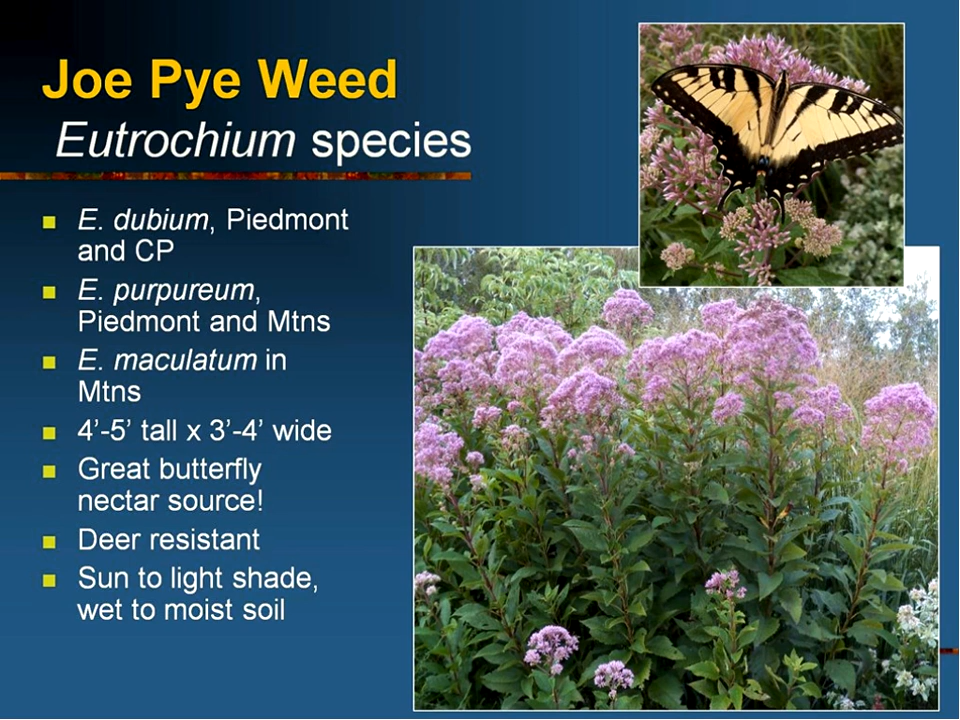 Joe Pye Weed
Eutrochium species
E. dubium, Piedmont
and CP
E. purpureum,
Piedmont and Mtns
E. maculatum in
Mtns
4’-5’ tall x 3’-4’ wide
Great butterfly
nectar source!
Deer resistant
Sun to light shade,
wet to moist soil